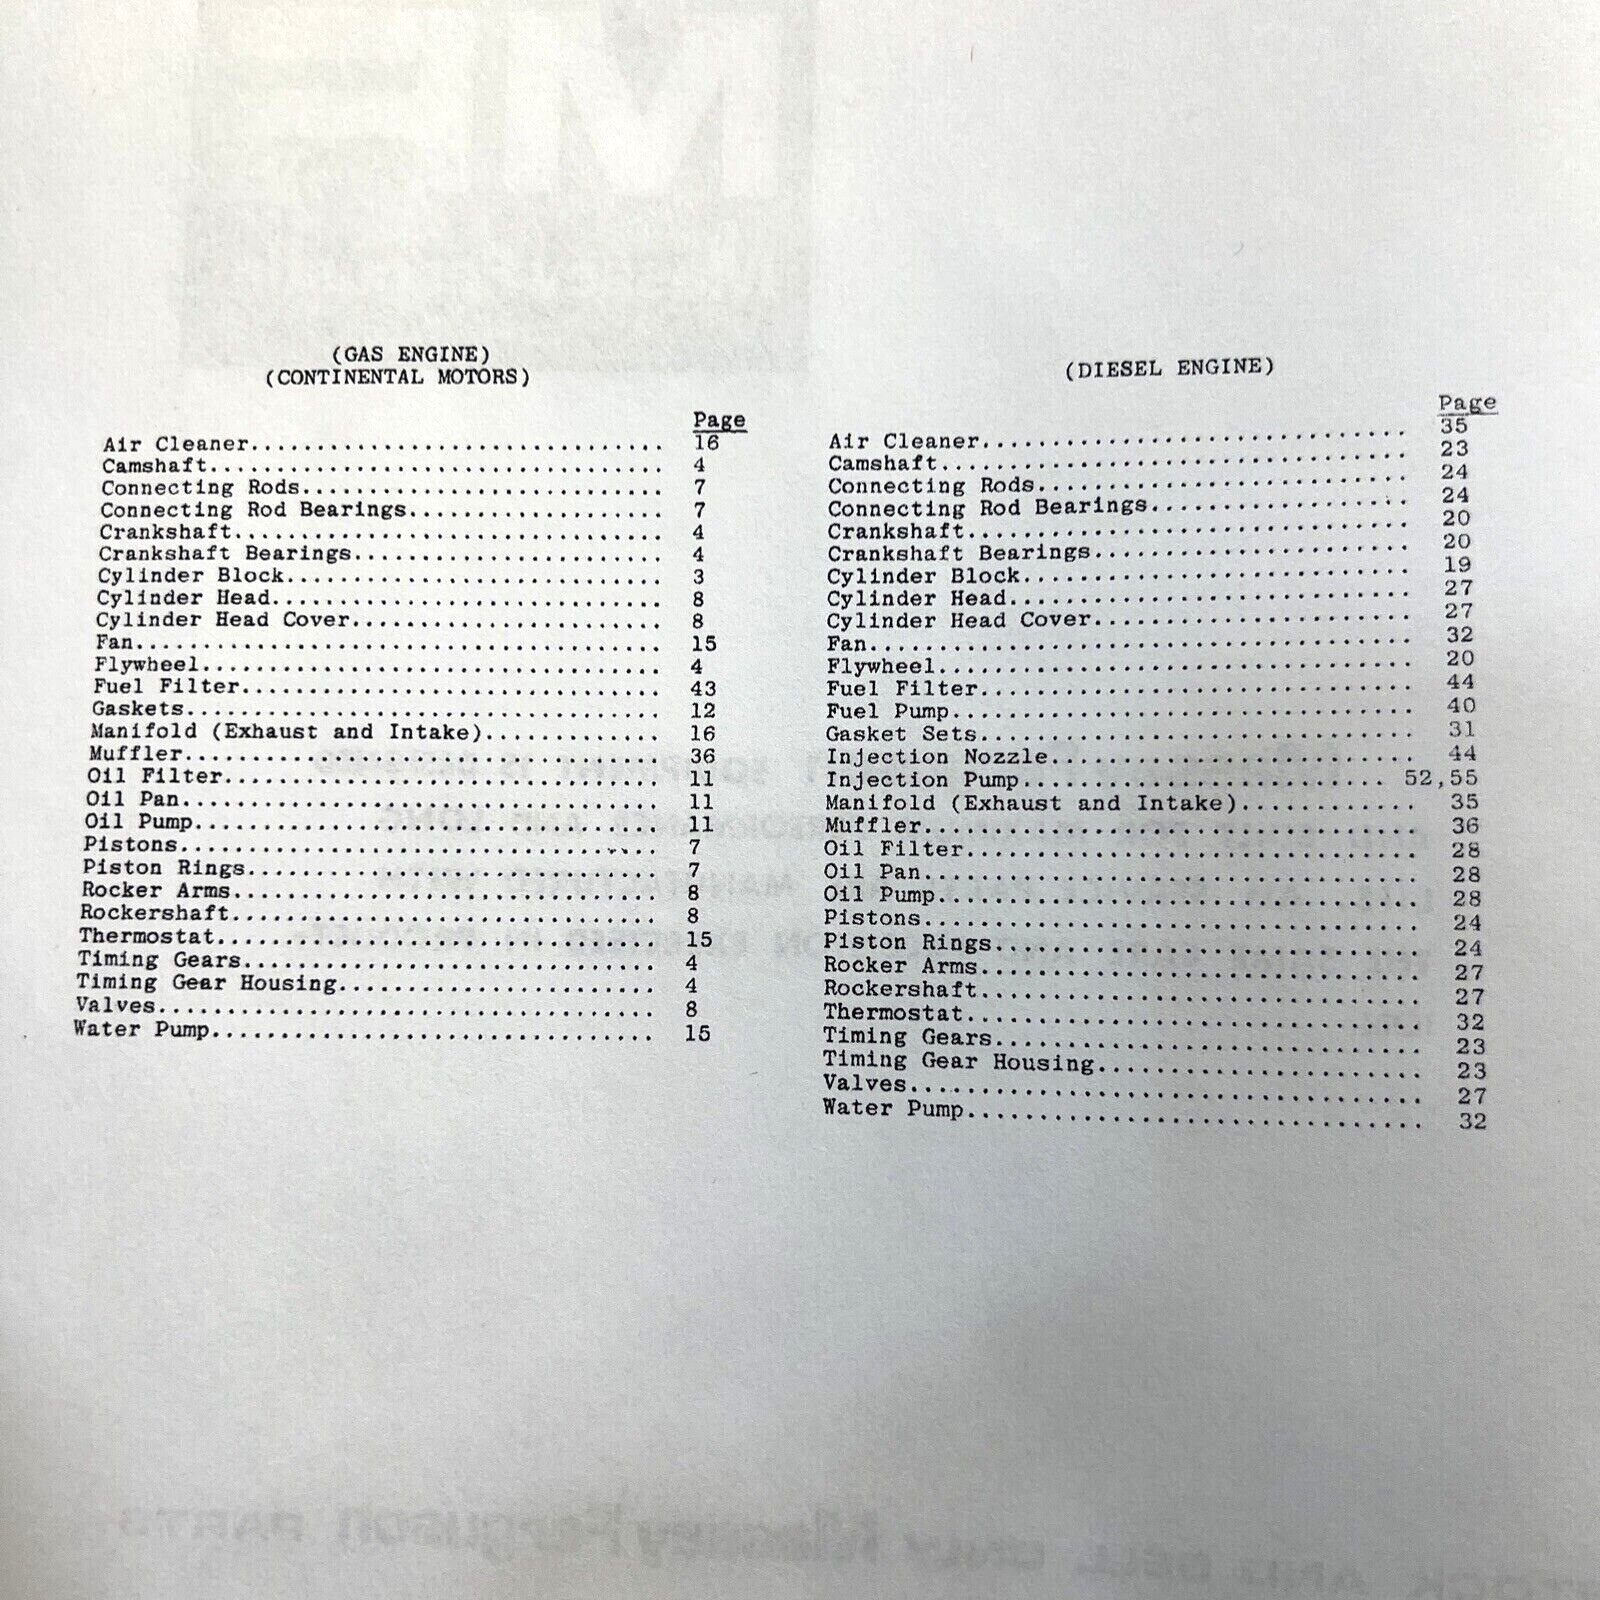 (GAS ENGINE)
(CONTINENTAL MOTORS)
Page
Air Cleaner............................... 16
Camshaft.................................. 4
Connecting Rods........................... 7
Connecting Rod Bearings................... 7
Crankshaft................................ 4
Crankshaft Bearings....................... 4
Cylinder Block............................ 3
Cylinder Head............................. 8
Cylinder Head Cover....................... 8
Fan....................................... 15
Flywheel.................................. 4
Fuel Filter............................... 43
Gaskets................................... 12
Manifold (Exhaust and Intake)............. 16
Muffler................................... 36
Oil Filter................................ 11
Oil Pan................................... 11
Oil Pump.................................. 11
Pistons................................... 7
Piston Rings.............................. 7
Rocker Arms............................... 8
Rockershaft............................... 8
Thermostat................................ 15
Timing Gears.............................. 4
Timing Gear Housing....................... 4
Valves.................................... 8
Water Pump................................ 15
(DIESEL ENGINE)
Page
Air Cleaner............................... 35
Camshaft.................................. 23
Connecting Rods........................... 24
Connecting Rod Bearings................... 24
Crankshaft................................ 20
Crankshaft Bearings....................... 20
Cylinder Block............................ 19
Cylinder Head............................. 27
Cylinder Head Cover....................... 27
Fan....................................... 32
Flywheel.................................. 20
Fuel Filter............................... 44
Fuel Pump................................. 40
Gasket Sets............................... 31
Injection Nozzle.......................... 44
Injection Pump........................... 52,55
Manifold (Exhaust and Intake)............. 35
Muffler................................... 36
Oil Filter................................ 28
Oil Pan................................... 28
Oil Pump.................................. 28
Pistons................................... 24
Piston Rings.............................. 24
Rocker Arms............................... 27
Rockershaft............................... 27
Thermostat................................ 32
Timing Gears.............................. 23
Timing Gear Housing....................... 23
Valves.................................... 27
Water Pump................................ 32